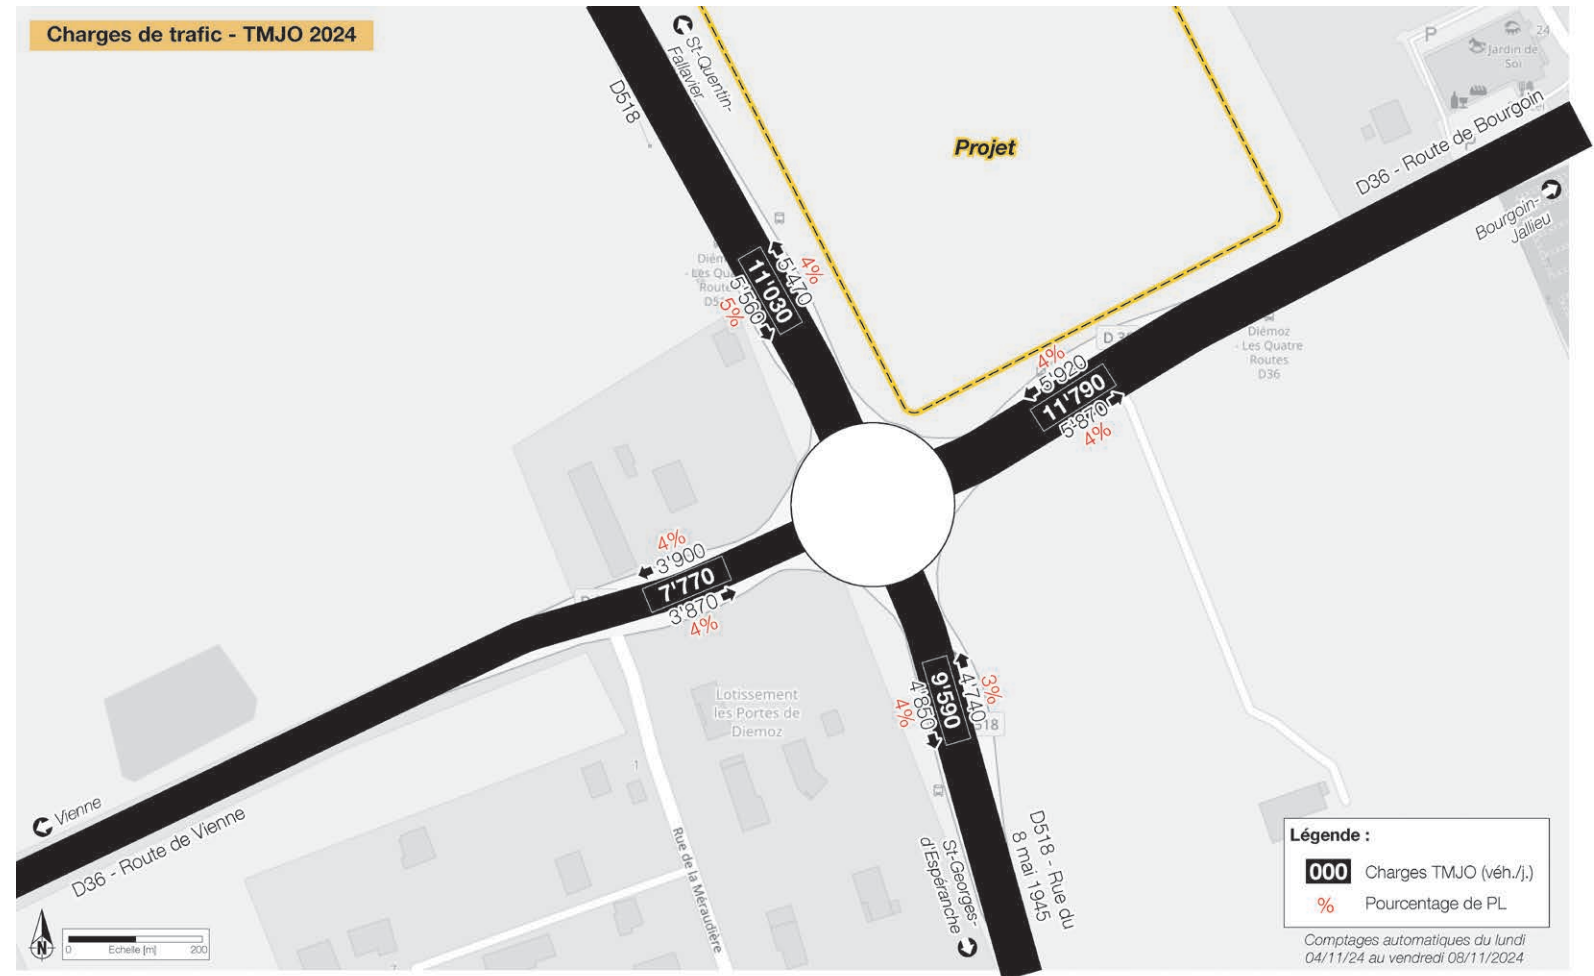 Charges de trafic - TMJO 2024
St-Quentin-
Fallavier
D518
P
24
Jardin de
Soi
Projet
D36 - Route de Bourgoin
Bourgoin-
Jallieu
4%
5'470
11'030
5'560
5%
Diémoz
- Les Quatre
Routes
D36
4%
5'920
11'790
5'870
4%
4%
3'900
7'770
3'870
4%
3%
4'740
9'590
4'850
4%
Lotissement
les Portes de
Diemoz
1
7
Vienne
D36 - Route de Vienne
Rue de la Méraudière
St-Georges-
d'Espéranche
D518 - Rue du
8 mai 1945
N
0 Echelle [m] 200
Légende :
000 Charges TMJO (véh./j.)
% Pourcentage de PL
Comptages automatiques du lundi
04/11/24 au vendredi 08/11/2024